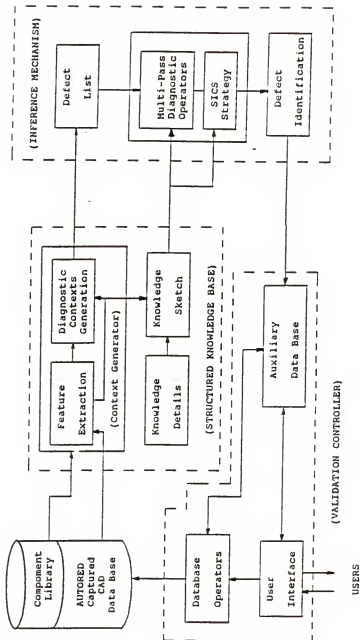 (INFERENCE MECHANISM)
Defect
List
Multi-Pass
Diagnostic
Operators
SICS
Strategy
Defect
Identification
Diagnostic
Contexts
Generation
Feature
Extraction
(Context Generator)
Knowledge
Sketch
Knowledge
Details
(STRUCTURED KNOWLEDGE BASE)
Auxiliary
Data Base
Component
Library
AUTORED
Captured
CAD
Data Base
Database
Operators
User
Interface
(VALIDATION CONTROLLER)
USERS